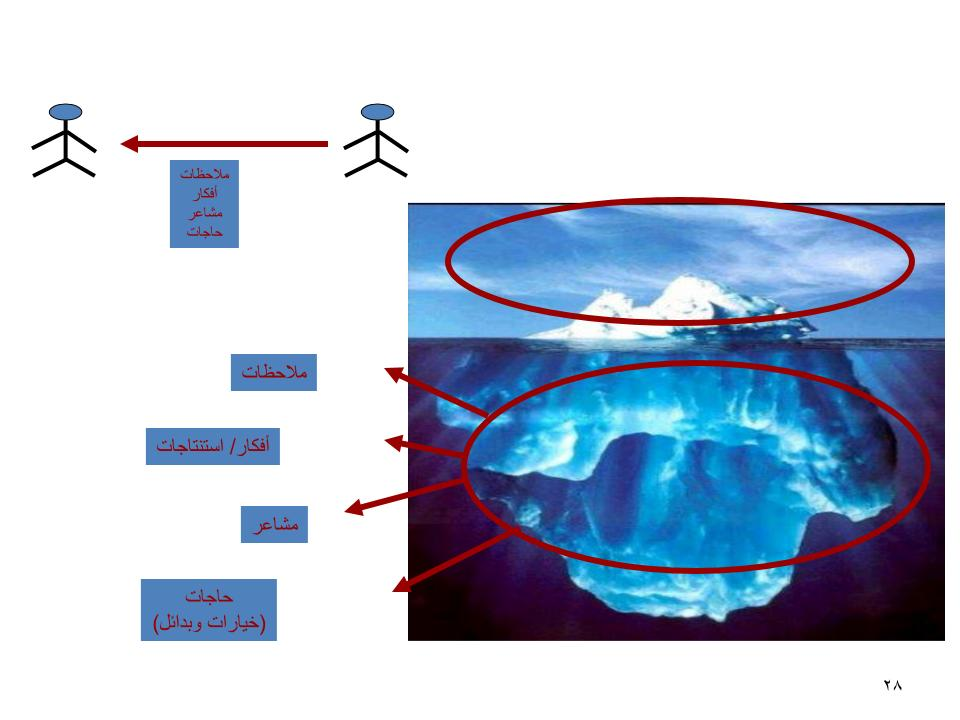 ملاحظات
أفكار
مشاعر
حاجات
ملاحظات
أفكار/ استنتاجات
مشاعر
حاجات
(خيارات وبدائل)
٢٨